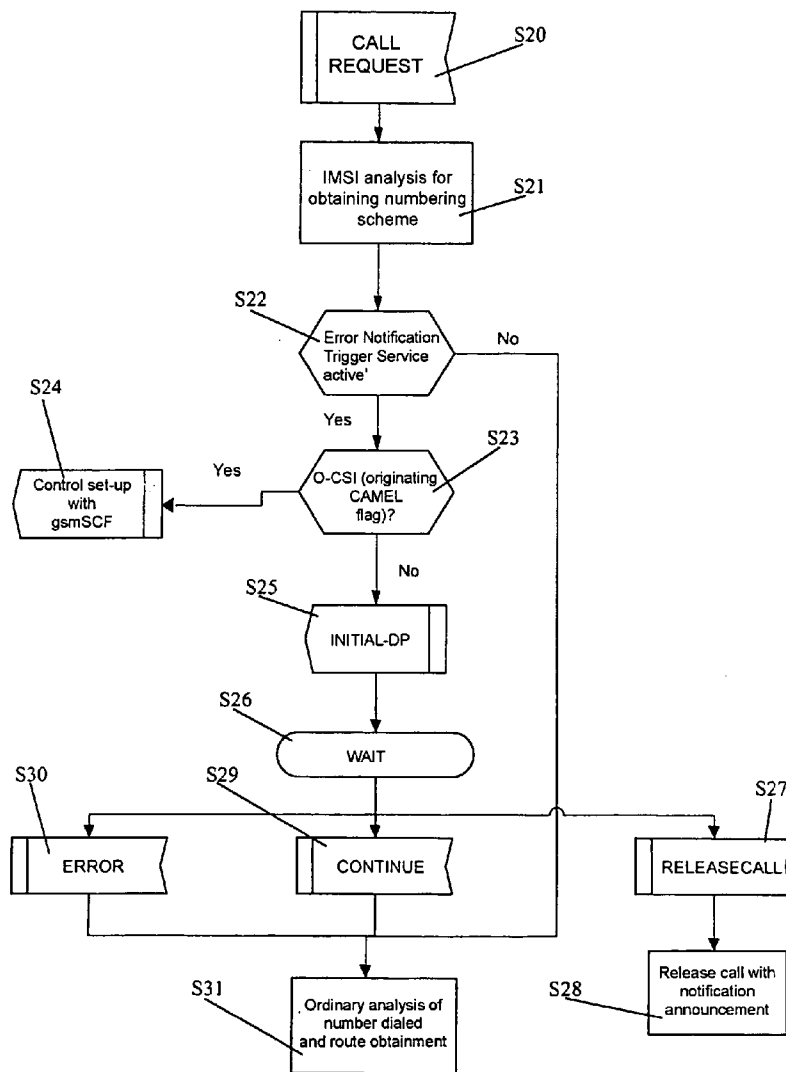 CALL
REQUEST
S20
IMSI analysis for
obtaining numbering
scheme
S21
S22
Error Notification
Trigger Service
active'
No
Yes
S24
S23
Yes
O-CSI (originating
CAMEL
flag)?
Control set-up
with
gsmSCF
No
S25
INITIAL-DP
S26
WAIT
S30
S29
S27
ERROR
CONTINUE
RELEASECALL
S31
Ordinary analysis of
number dialed
and route obtainment
S28
Release call with
notification
announcement